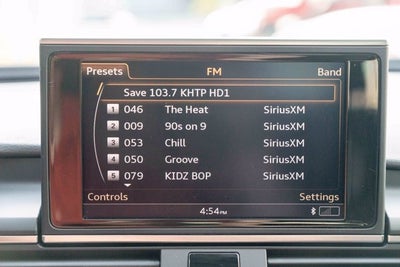 Presets FM Band
Save 103.7 KHTP HD1
1 046 The Heat SiriusXM
2 009 90s on 9 SiriusXM
3 053 Chill SiriusXM
4 050 Groove SiriusXM
5 079 KIDZ BOP SiriusXM
Controls Settings
4:54PM